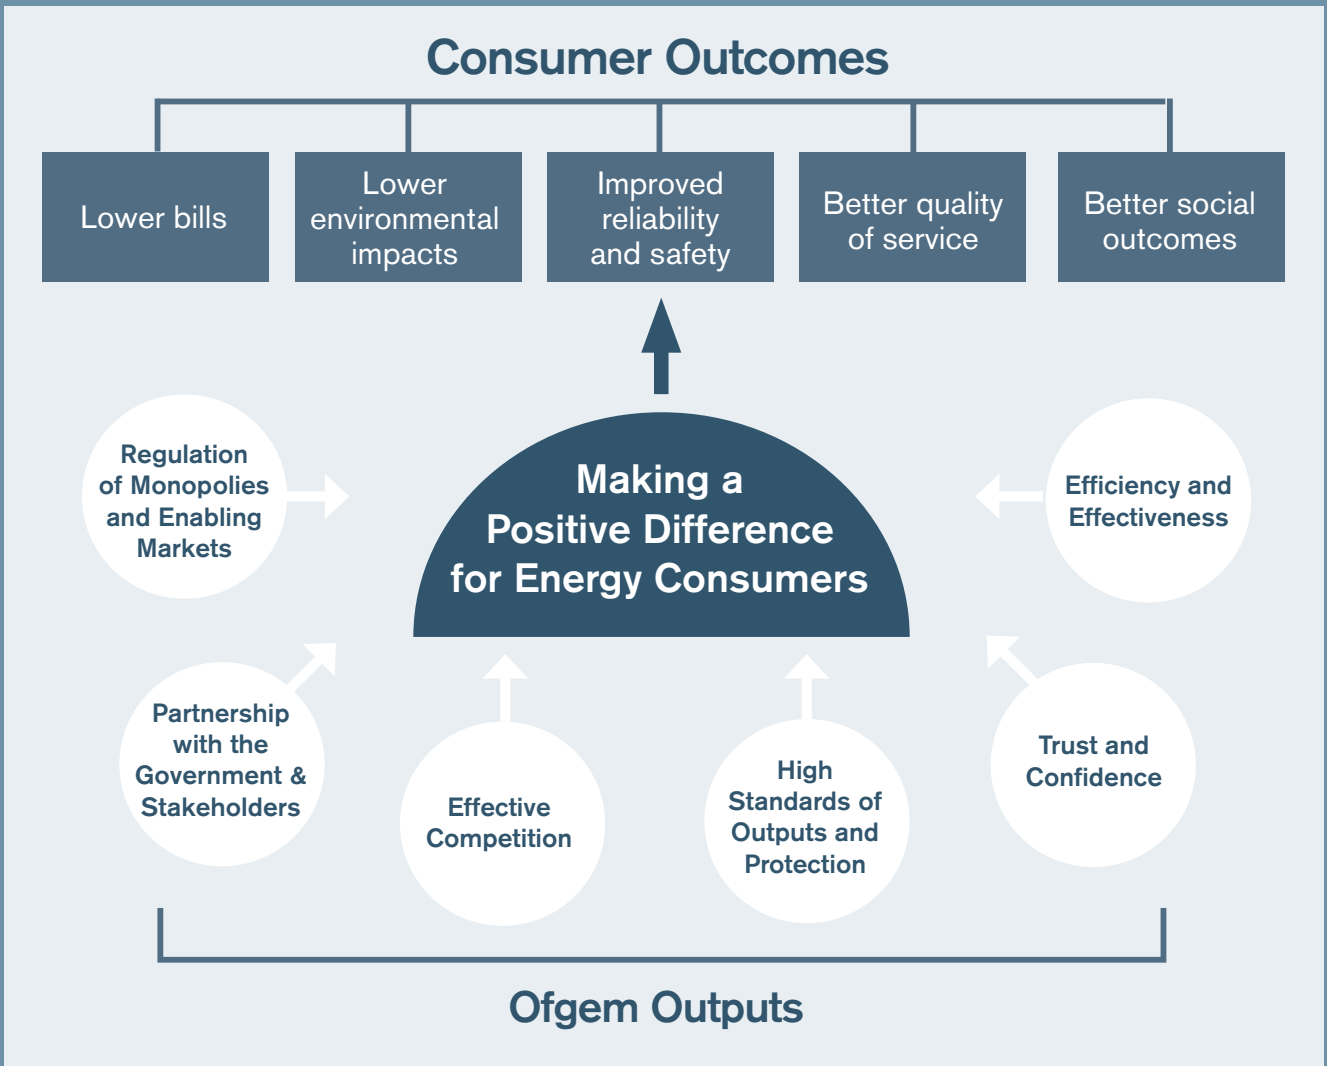 Consumer Outcomes
Lower bills
Lower
environmental
impacts
Improved
reliability
and safety
Better quality
of service
Better social
outcomes
Making a
Positive Difference
for Energy Consumers
Regulation
of Monopolies
and Enabling
Markets
Efficiency and
Effectiveness
Partnership
with the
Government &
Stakeholders
Effective
Competition
High
Standards of
Outputs and
Protection
Trust and
Confidence
Ofgem Outputs